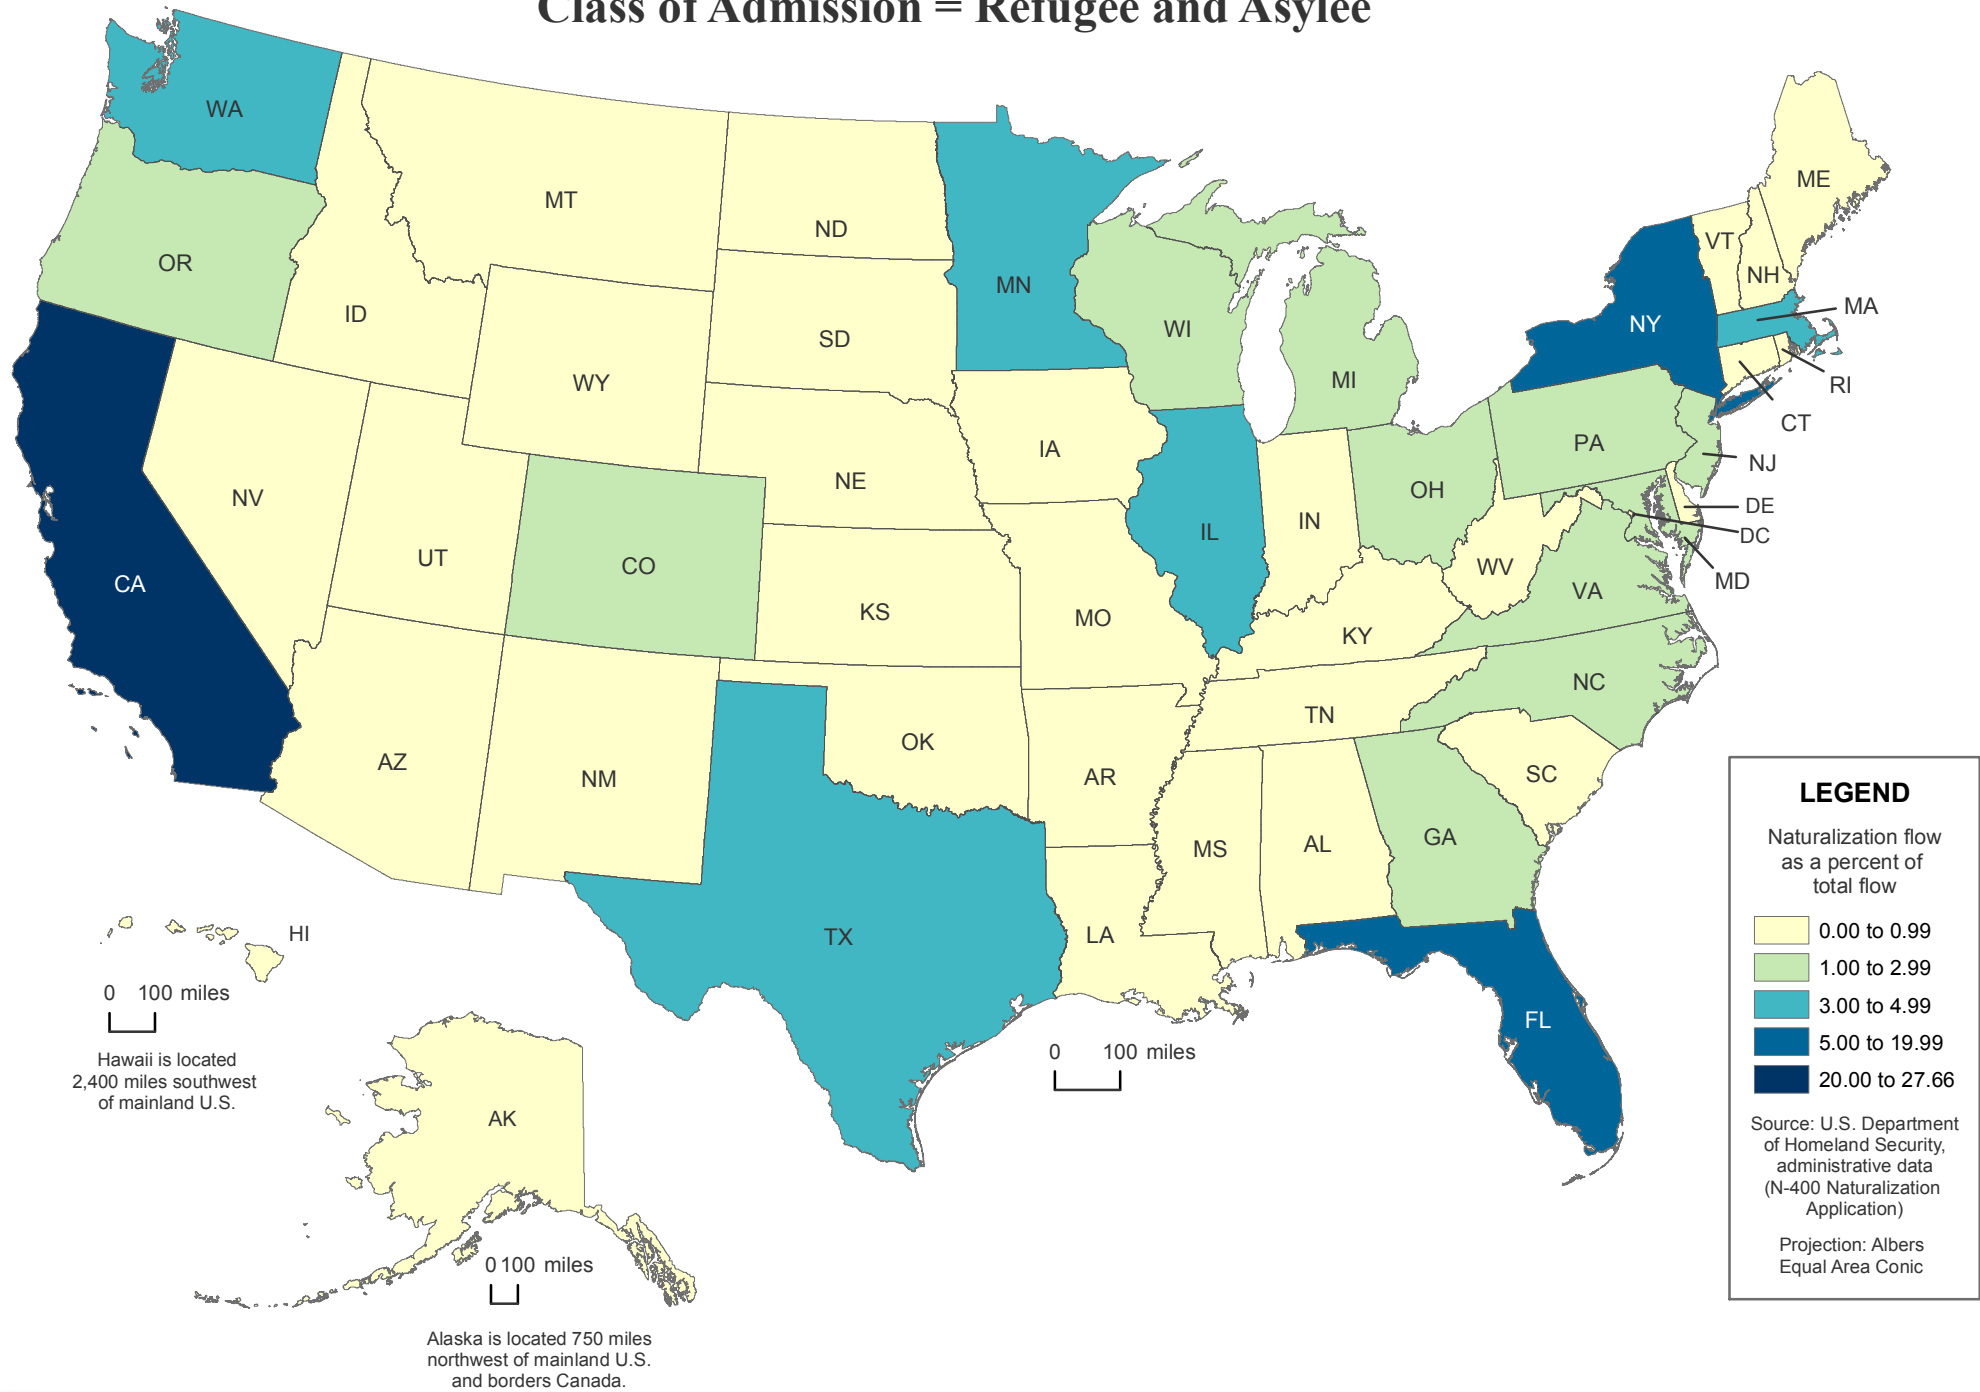 Class of Admission = Refugee and Asylee
WA
MT
ND
MN
OR
ID
WY
SD
WI
MI
ME
VT
NH
NY
MA
RI
CT
NJ
PA
DE
DC
MD
NV
UT
CO
NE
IA
IL
IN
OH
WV
VA
CA
KS
MO
KY
NC
TN
AZ
NM
OK
AR
SC
MS
AL
GA
TX
LA
FL
HI
AK
0 100 miles
Hawaii is located
2,400 miles southwest
of mainland U.S.
0 100 miles
Alaska is located 750 miles
northwest of mainland U.S.
and borders Canada.
0 100 miles
LEGEND
Naturalization flow
as a percent of
total flow
0.00 to 0.99
1.00 to 2.99
3.00 to 4.99
5.00 to 19.99
20.00 to 27.66
Source: U.S. Department
of Homeland Security,
administrative data
(N-400 Naturalization
Application)
Projection: Albers
Equal Area Conic